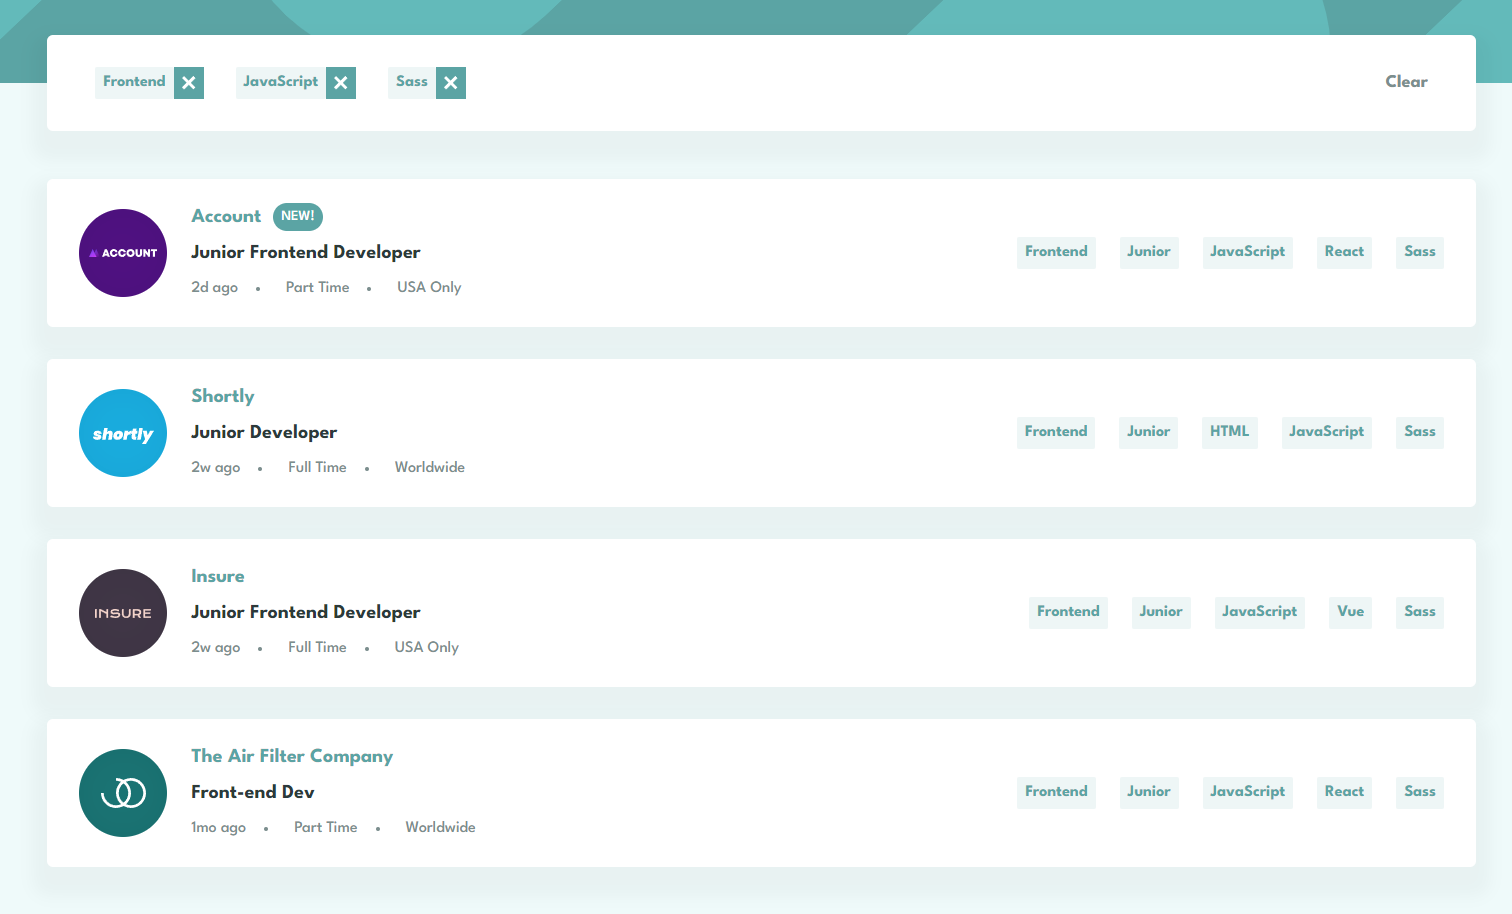 Frontend JavaScript Sass Clear
Account NEW!
ACCOUNT
Junior Frontend Developer
2d ago • Part Time • USA Only
Frontend Junior JavaScript React Sass
Shortly
shortly
Junior Developer
2w ago • Full Time • Worldwide
Frontend Junior HTML JavaScript Sass
Insure
INSURE
Junior Frontend Developer
2w ago • Full Time • USA Only
Frontend Junior JavaScript Vue Sass
The Air Filter Company
Front-end Dev
1mo ago • Part Time • Worldwide
Frontend Junior JavaScript React Sass